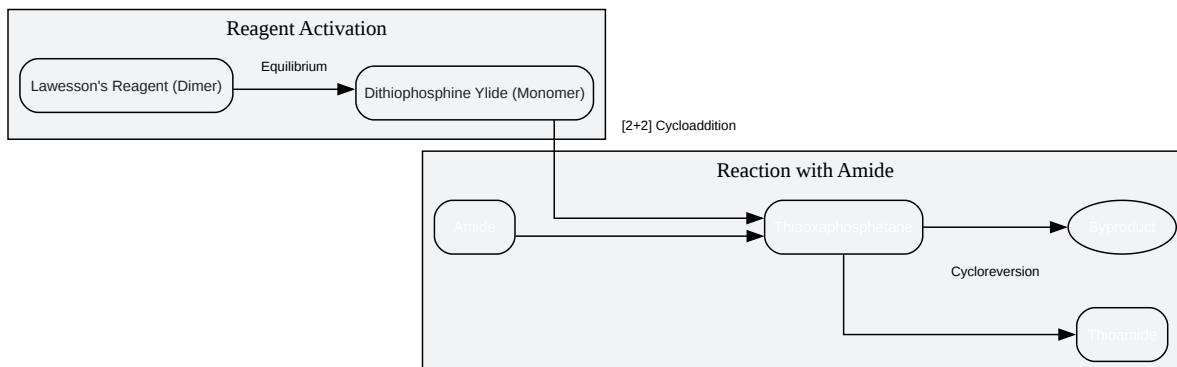 Reagent Activation
Lawesson's Reagent (Dimer)
Equilibrium
Dithiophosphine Ylide (Monomer)
[2+2] Cycloaddition
Reaction with Amide
Amide
Thiaoxaphosphetane
Byproduct
Cycloreversion
Thioamide